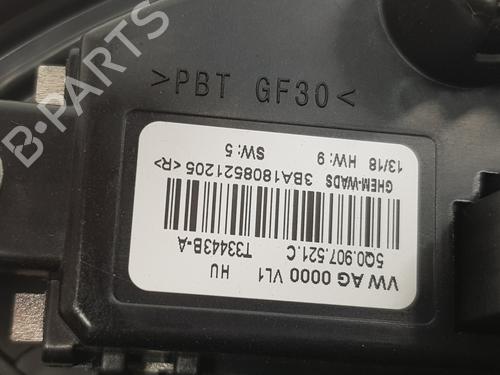 >PBT GF30<
VW AG 0000 VL1 HU
5Q0.907.521.C T33443B-A
GHEM-WADS 3BA1808521205 <R>
13/18 HW: 9 SW: 5
B-PARTS